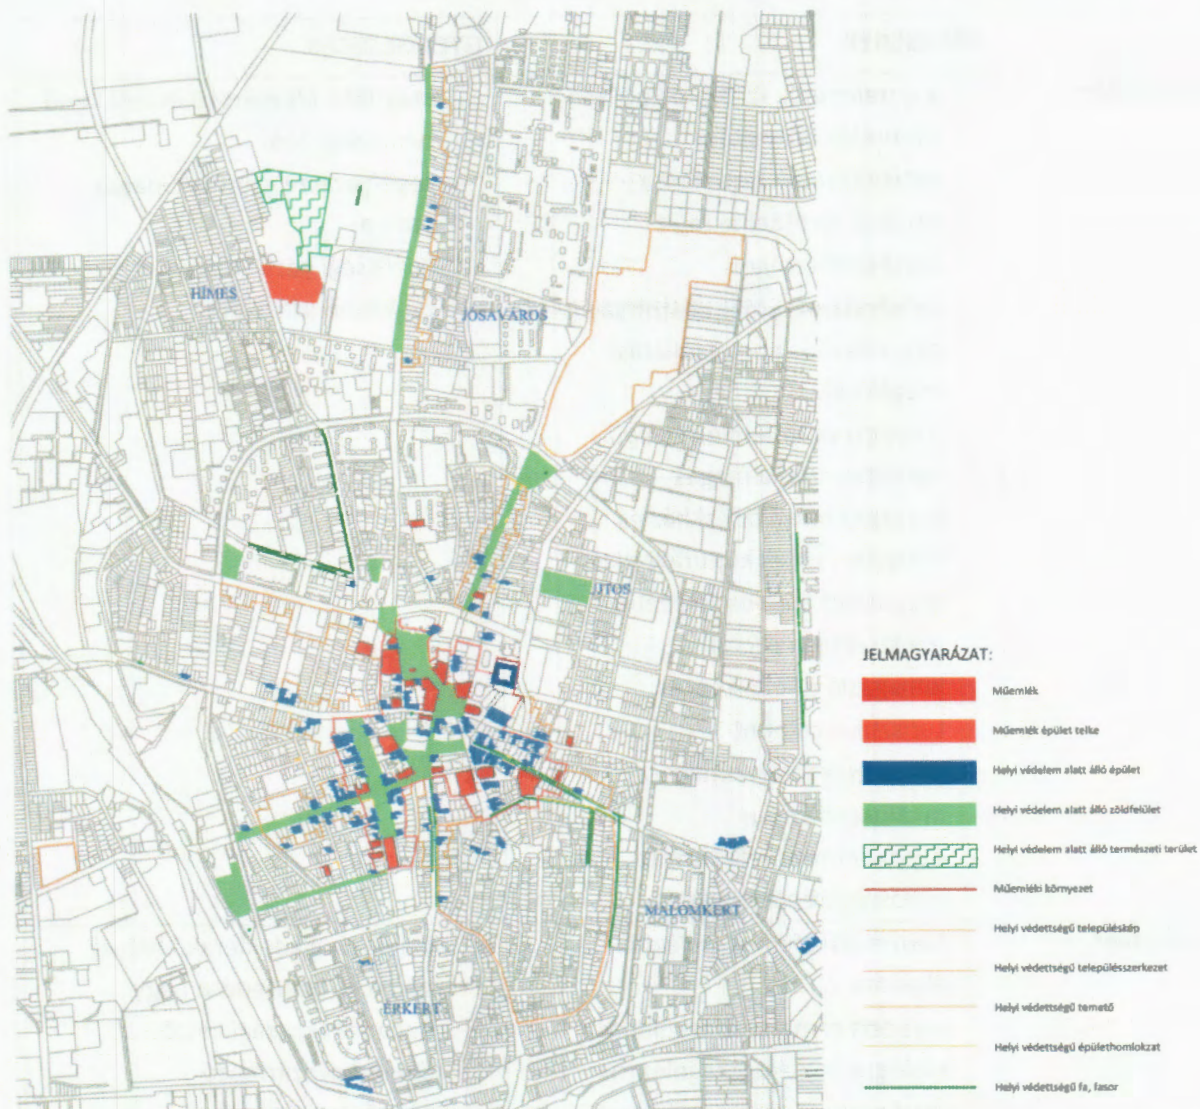 HÍMES
JÓSAVÁROS
JTOS
MALOMKERT
ÉRKERT
JELMAGYARÁZAT:
Műemlék
Műemlék épület telke
Helyi védelem alatt álló épület
Helyi védelem alatt álló zöldfelület
Helyi védelem alatt álló természeti terület
Műemléki környezet
Helyi védettségű településkép
Helyi védettségű településszerkezet
Helyi védettségű temető
Helyi védettségű épülethomlokzat
Helyi védettségű fa, fasor